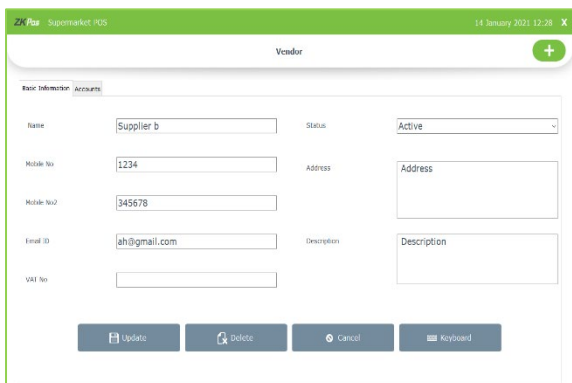 ZKPos Supermarket POS 14 January 2021 12:28 X
Vendor
Basic Information Accounts
Name Supplier b Status Active
Mobile No 1234 Address Address
Mobile No2 345678
Email ID ah@gmail.com Description Description
VAT No
Update Delete Cancel Keyboard